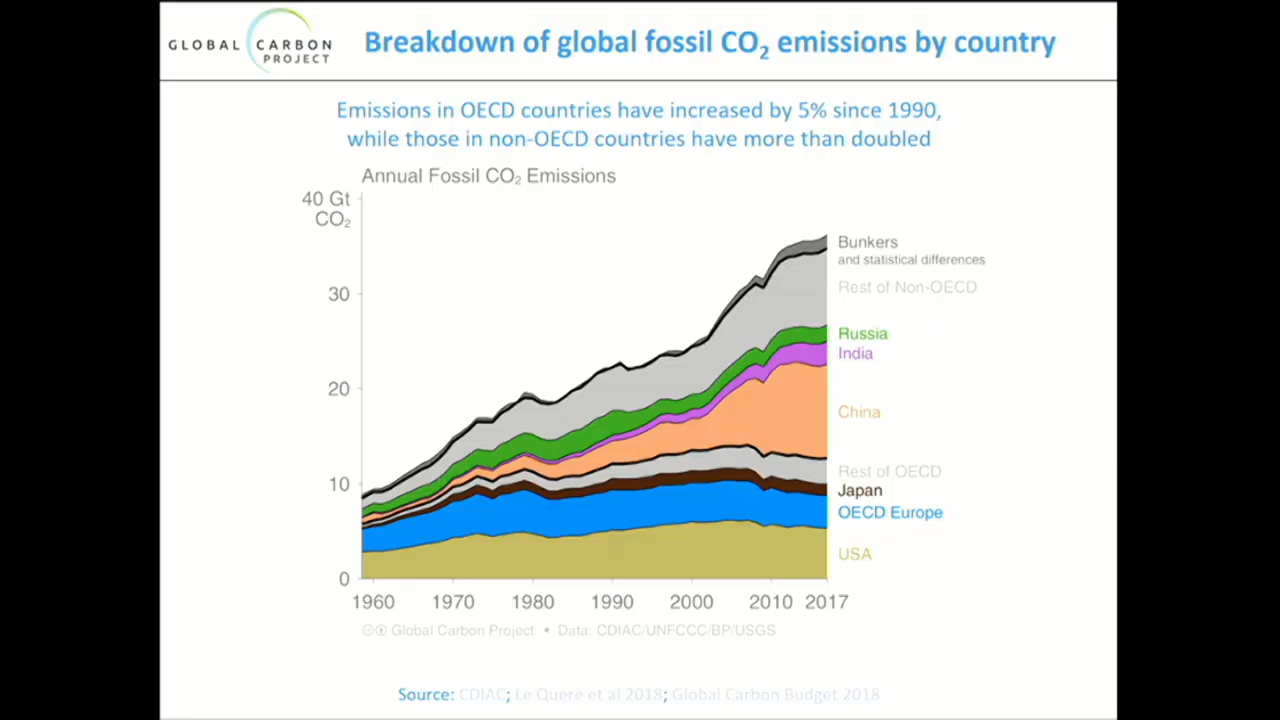 GLOBAL CARBON
PROJECT
Breakdown of global fossil CO₂ emissions by country
Emissions in OECD countries have increased by 5% since 1990,
while those in non-OECD countries have more than doubled
Annual Fossil CO₂ Emissions
40 Gt
CO₂
30
20
10
0
Bunkers
and statistical differences
Rest of Non-OECD
Russia
India
China
Rest of OECD
Japan
OECD Europe
USA
1960 1970 1980 1990 2000 2010 2017
Global Carbon Project • Data: CDIAC/UNFCCC/BP/USGS
Source: CDIAC; Le Quere et al 2018; Global Carbon Budget 2018